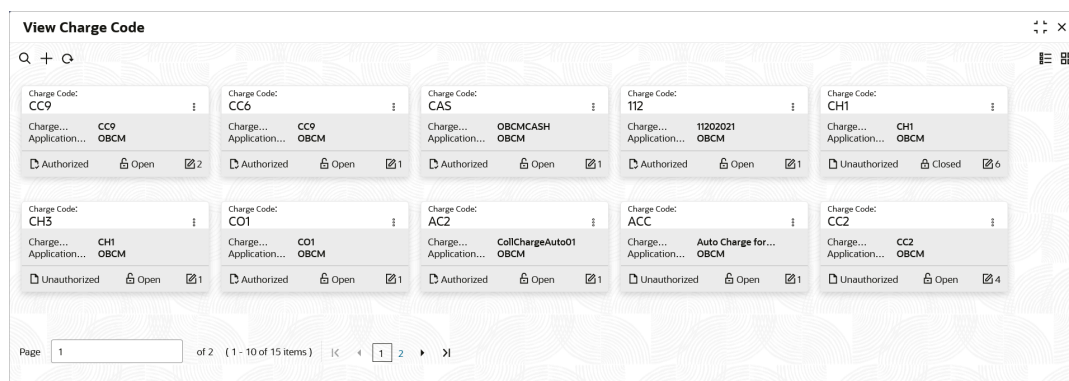 View Charge Code
Charge Code:
CC9
Charge... CC9
Application... OBCM
Authorized Open 2
Charge Code:
CC6
Charge... CC9
Application... OBCM
Authorized Open 1
Charge Code:
CAS
Charge... OBCMCASH
Application... OBCM
Authorized Open 1
Charge Code:
112
Charge... 11202021
Application... OBCM
Authorized Open 1
Charge Code:
CH1
Charge... CH1
Application... OBCM
Unauthorized Closed 6
Charge Code:
CH3
Charge... CH1
Application... OBCM
Unauthorized Open 1
Charge Code:
CO1
Charge... CO1
Application... OBCM
Authorized Open 1
Charge Code:
AC2
Charge... CollChargeAuto01
Application... OBCM
Authorized Open 1
Charge Code:
ACC
Charge... Auto Charge for...
Application... OBCM
Unauthorized Open 1
Charge Code:
CC2
Charge... CC2
Application... OBCM
Unauthorized Open 4
Page 1 of 2 ( 1 - 10 of 15 items ) 1 2